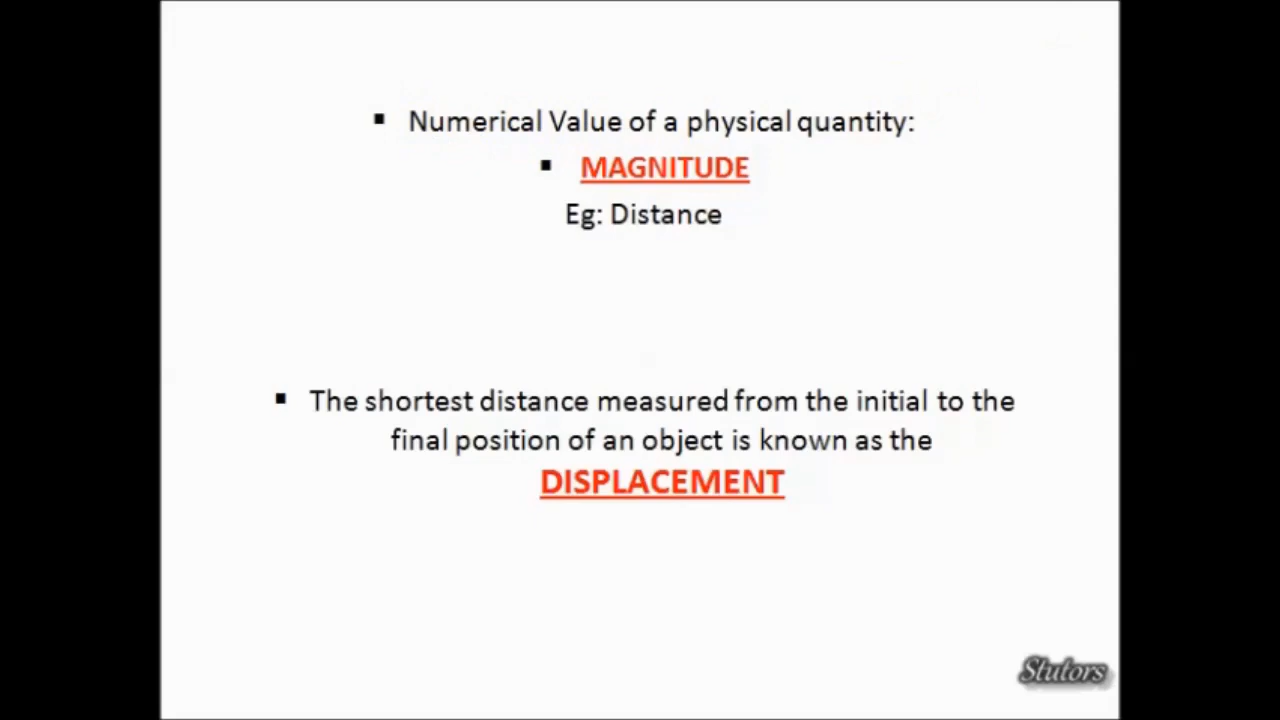 ▪ Numerical Value of a physical quantity:
▪ MAGNITUDE
Eg: Distance
▪ The shortest distance measured from the initial to the
final position of an object is known as the
DISPLACEMENT
Stutors